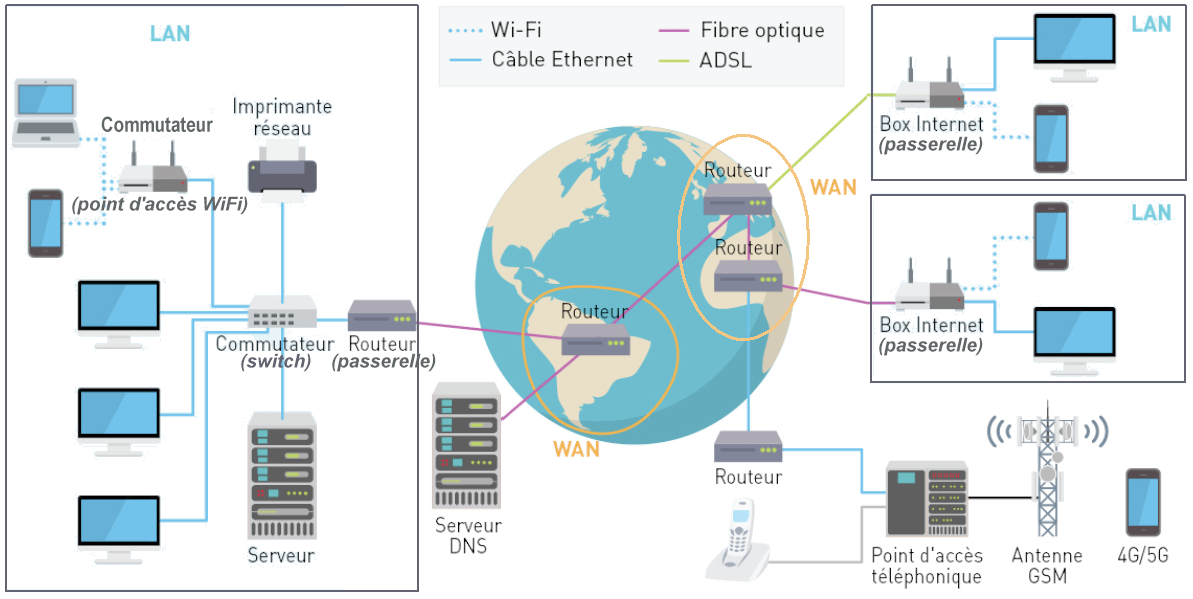 LAN
Commutateur
(point d'accès WiFi)
Imprimante
réseau
Commutateur
(switch)
Routeur
(passerelle)
Serveur
Wi-Fi
Câble Ethernet
Fibre optique
ADSL
Routeur
WAN
Routeur
Routeur
WAN
Serveur
DNS
Routeur
LAN
Box Internet
(passerelle)
LAN
Box Internet
(passerelle)
Point d'accès
téléphonique
Antenne
GSM
4G/5G